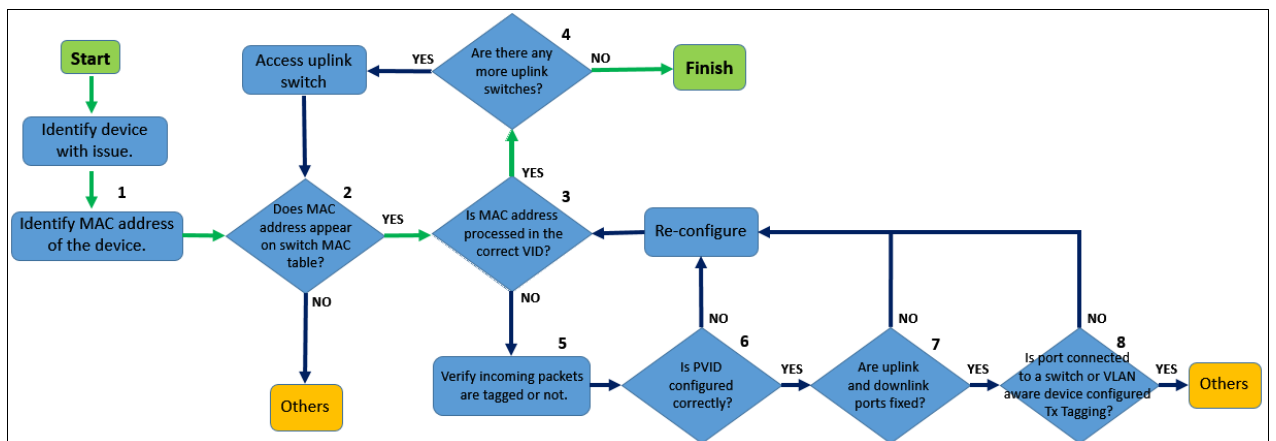 Start
Identify device
with issue.
1
Identify MAC address
of the device.
Access uplink
switch
YES
4
Are there any
more uplink
switches?
NO
Finish
2
Does MAC
address appear
on switch MAC
table?
YES
NO
Others
YES
3
Is MAC address
processed in the
correct VID?
NO
Re-configure
5
Verify incoming packets
are tagged or not.
NO
6
Is PVID
configured
correctly?
YES
NO
7
Are uplink
and downlink
ports fixed?
YES
NO
8
Is port connected
to a switch or VLAN
aware device configured
Tx Tagging?
YES
Others